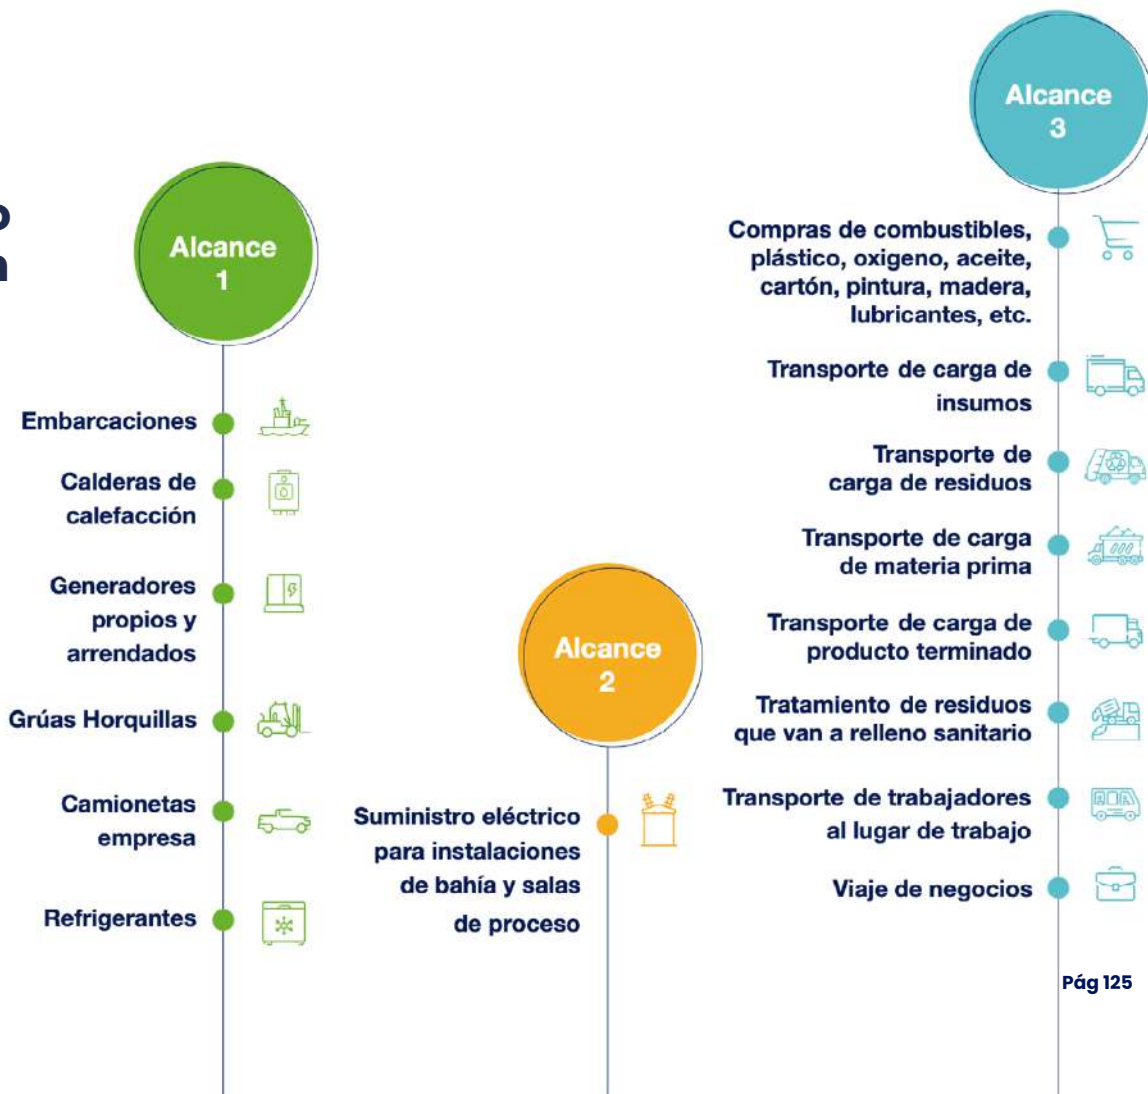 Alcance
1
Embarcaciones
Calderas de
calefacción
Generadores
propios y
arrendados
Grúas Horquillas
Camionetas
empresa
Refrigerantes
Alcance
2
Suministro eléctrico
para instalaciones
de bahía y salas
de proceso
Alcance
3
Compras de combustibles,
plástico, oxigeno, aceite,
cartón, pintura, madera,
lubricantes, etc.
Transporte de carga de
insumos
Transporte de
carga de residuos
Transporte de carga
de materia prima
Transporte de carga de
producto terminado
Tratamiento de residuos
que van a relleno sanitario
Transporte de trabajadores
al lugar de trabajo
Viaje de negocios
Pág 125